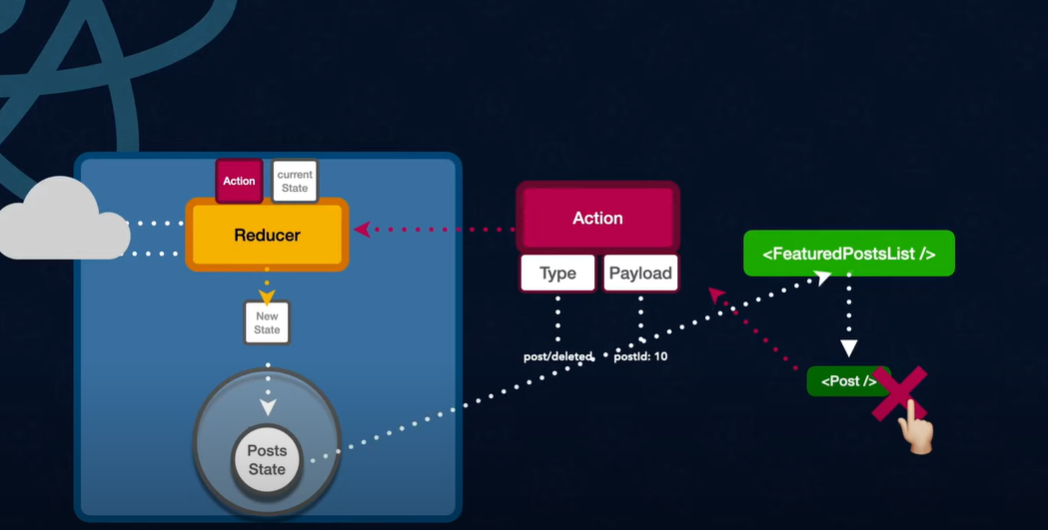 Action
current
State
Reducer
New
State
Posts
State
Action
Type
Payload
post/deleted
postId: 10
<FeaturedPostsList />
<Post />